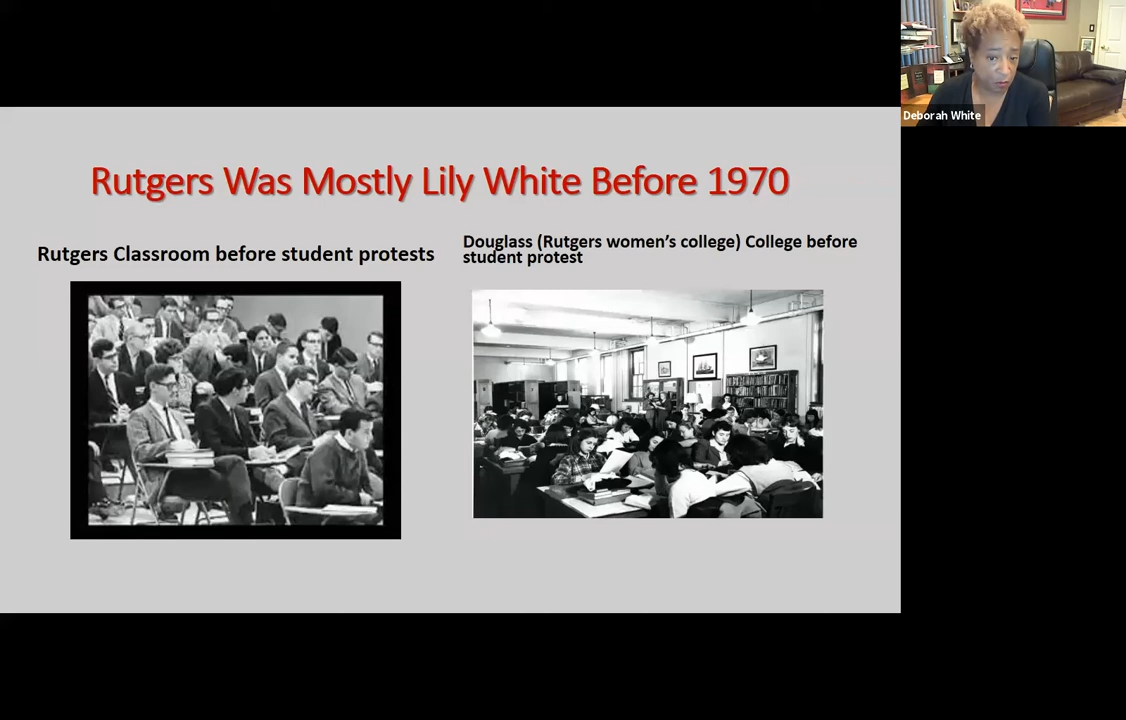 Deborah White
Rutgers Was Mostly Lily White Before 1970
Rutgers Classroom before student protests
Douglass (Rutgers women’s college) College before
student protest